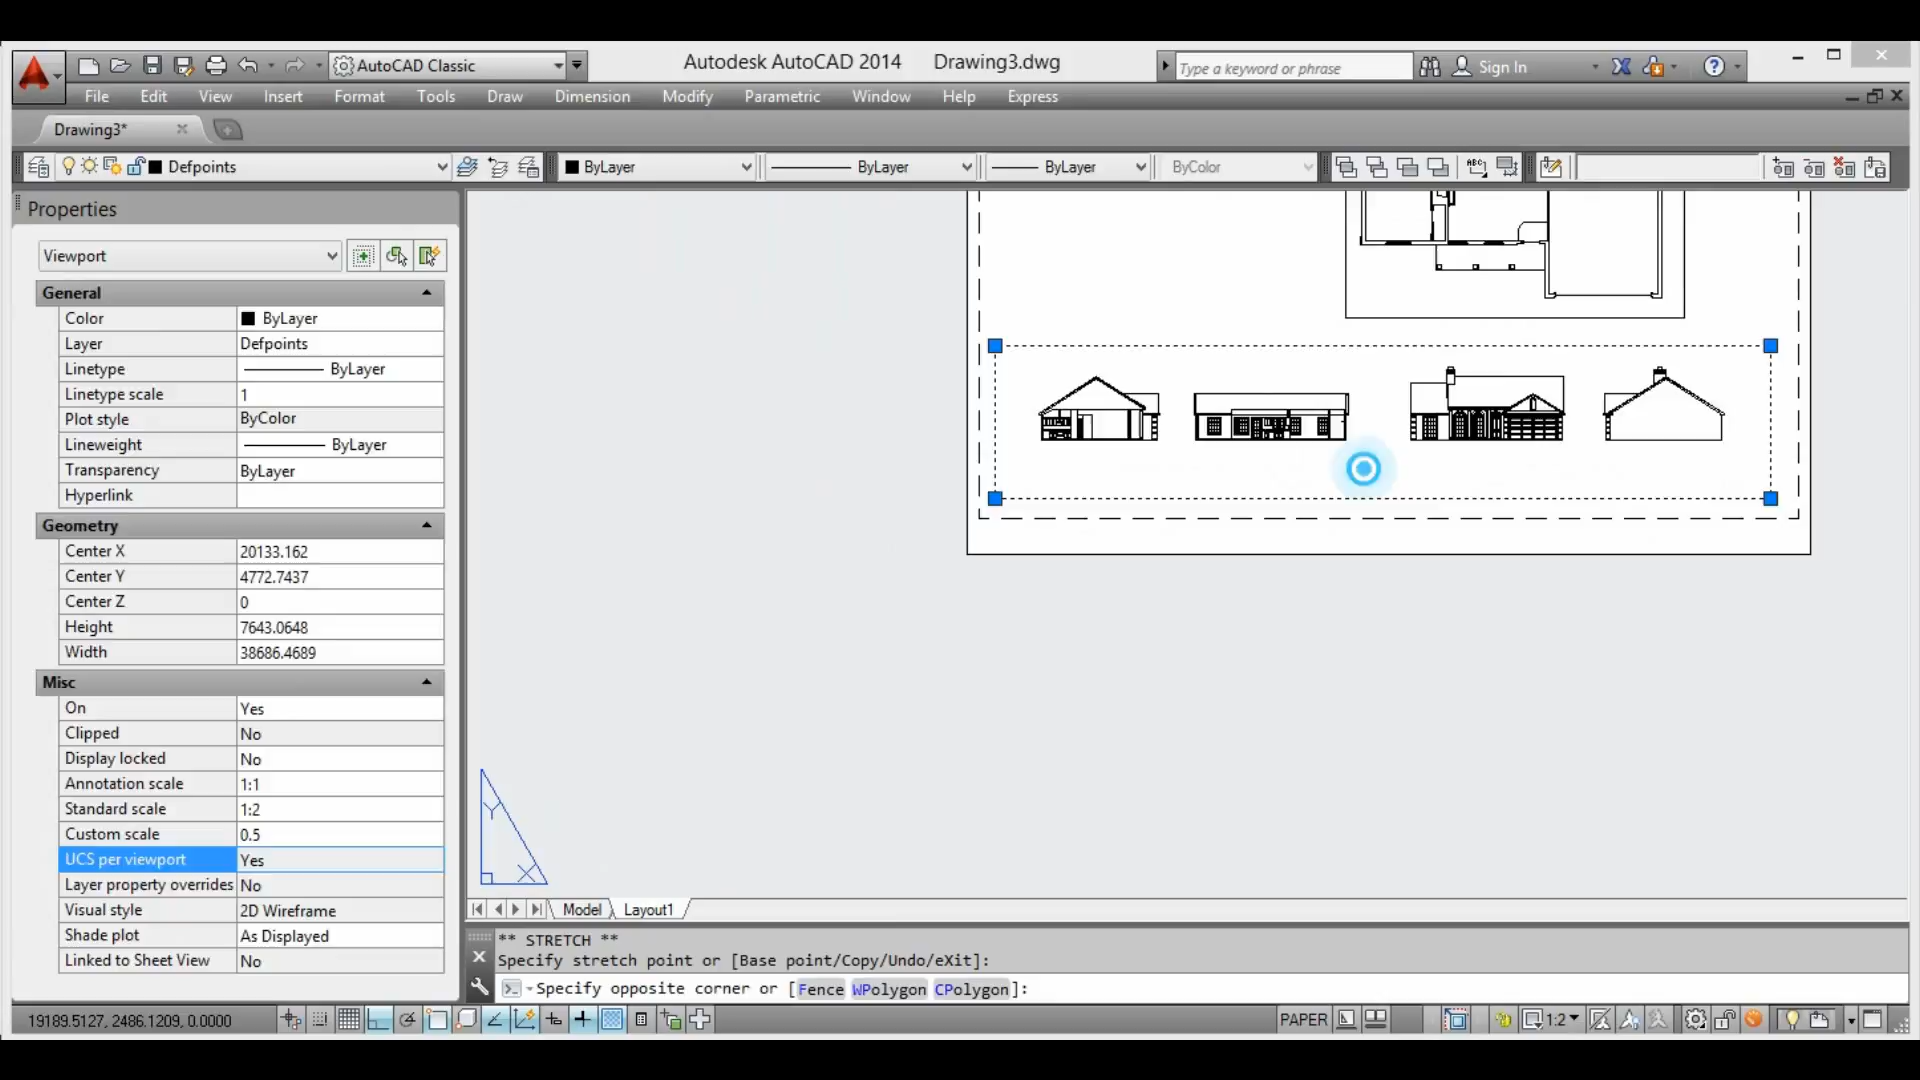 AutoCAD Classic
Autodesk AutoCAD 2014 Drawing3.dwg
Type a keyword or phrase
Sign In
File Edit View Insert Format Tools Draw Dimension Modify Parametric Window Help Express
Drawing3*
Defpoints
ByLayer
ByLayer
ByLayer
ByColor
Properties
Viewport
General
Color ByLayer
Layer Defpoints
Linetype ByLayer
Linetype scale 1
Plot style ByColor
Lineweight ByLayer
Transparency ByLayer
Hyperlink
Geometry
Center X 20133.162
Center Y 4772.7437
Center Z 0
Height 7643.0648
Width 38686.4689
Misc
On Yes
Clipped No
Display locked No
Annotation scale 1:1
Standard scale 1:2
Custom scale 0.5
UCS per viewport Yes
Layer property overrides No
Visual style 2D Wireframe
Shade plot As Displayed
Linked to Sheet View No
Y
X
Model Layout1
** STRETCH **
Specify stretch point or [Base point/Copy/Undo/eXit]:
Specify opposite corner or [Fence WPolygon CPolygon]:
19189.5127, 2486.1209, 0.0000
PAPER
1:2